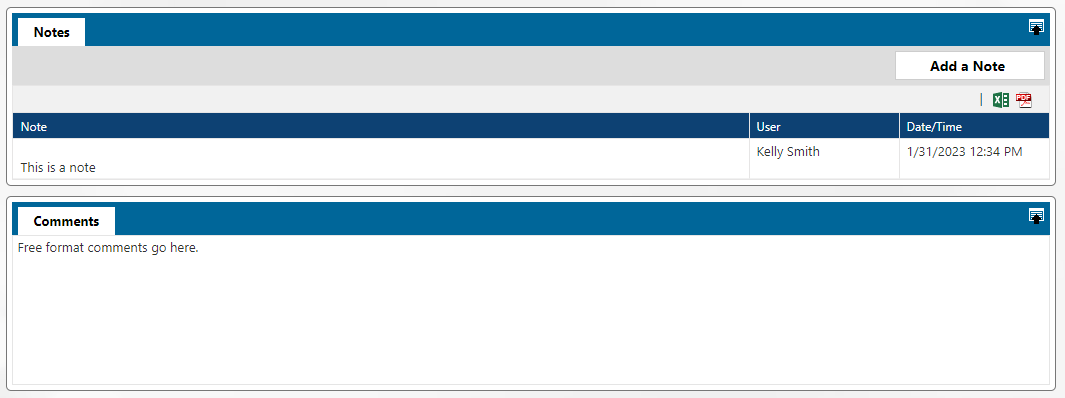 Notes
Add a Note
PDF
Note User Date/Time
Kelly Smith 1/31/2023 12:34 PM
This is a note
Comments
Free format comments go here.